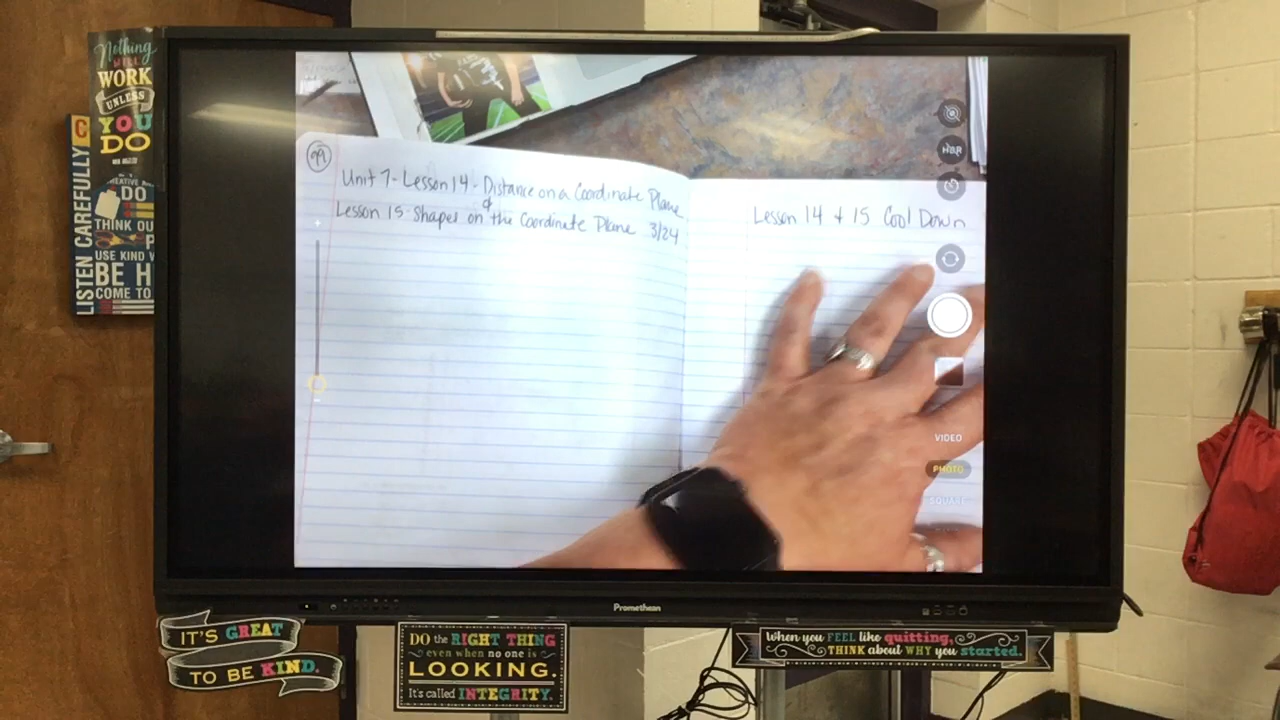 Nothing
WILL
WORK
UNLESS
YOU
DO
LISTEN CAREFULLY
C
DO
THINK OU
P
USE KIND W
BE H
COME TO
99
Unit 7 - Lesson 14 - Distance on a Coordinate Plane
&
Lesson 15 - Shapes on the Coordinate Plane 3/24
Lesson 14 & 15 Cool Down
VIDEO
PHOTO
SQUARE
Promethean
IT'S GREAT
TO BE KIND.
DO the RIGHT THING
even when no one is
LOOKING.
It's called INTEGRITY.
When you FEEL like quitting,
THINK about WHY you started.